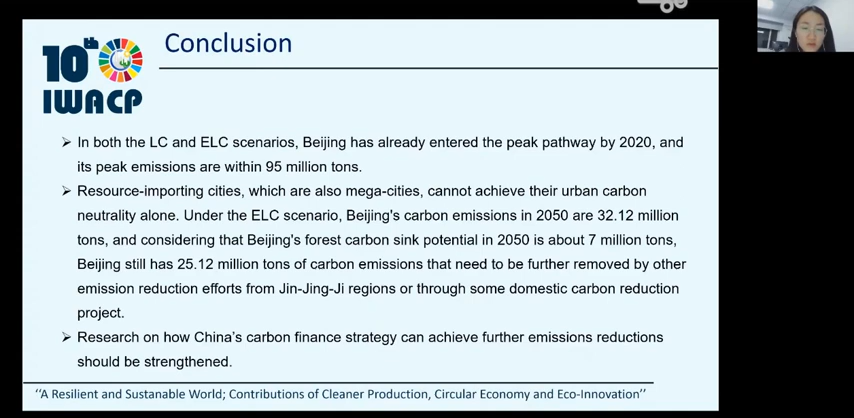 Conclusion
10th
IWACP
➤ In both the LC and ELC scenarios, Beijing has already entered the peak pathway by 2020, and
its peak emissions are within 95 million tons.
➤ Resource-importing cities, which are also mega-cities, cannot achieve their urban carbon
neutrality alone. Under the ELC scenario, Beijing's carbon emissions in 2050 are 32.12 million
tons, and considering that Beijing's forest carbon sink potential in 2050 is about 7 million tons,
Beijing still has 25.12 million tons of carbon emissions that need to be further removed by other
emission reduction efforts from Jin-Jing-Ji regions or through some domestic carbon reduction
project.
➤ Research on how China's carbon finance strategy can achieve further emissions reductions
should be strengthened.
''A Resilient and Sustanable World; Contributions of Cleaner Production, Circular Economy and Eco-Innovation''